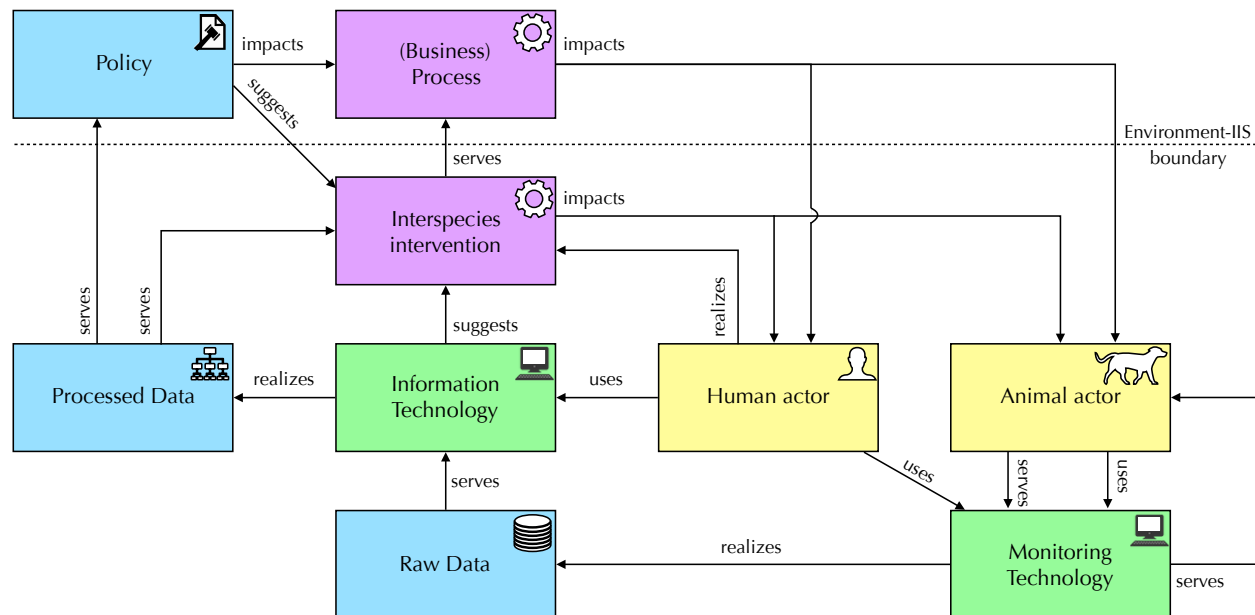 Policy
impacts
(Business)
Process
impacts
suggests
Environment-IIS
boundary
serves
Interspecies
intervention
impacts
serves
serves
realizes
suggests
Processed Data
realizes
Information
Technology
uses
Human actor
Animal actor
uses
serves
uses
serves
Raw Data
realizes
Monitoring
Technology
serves